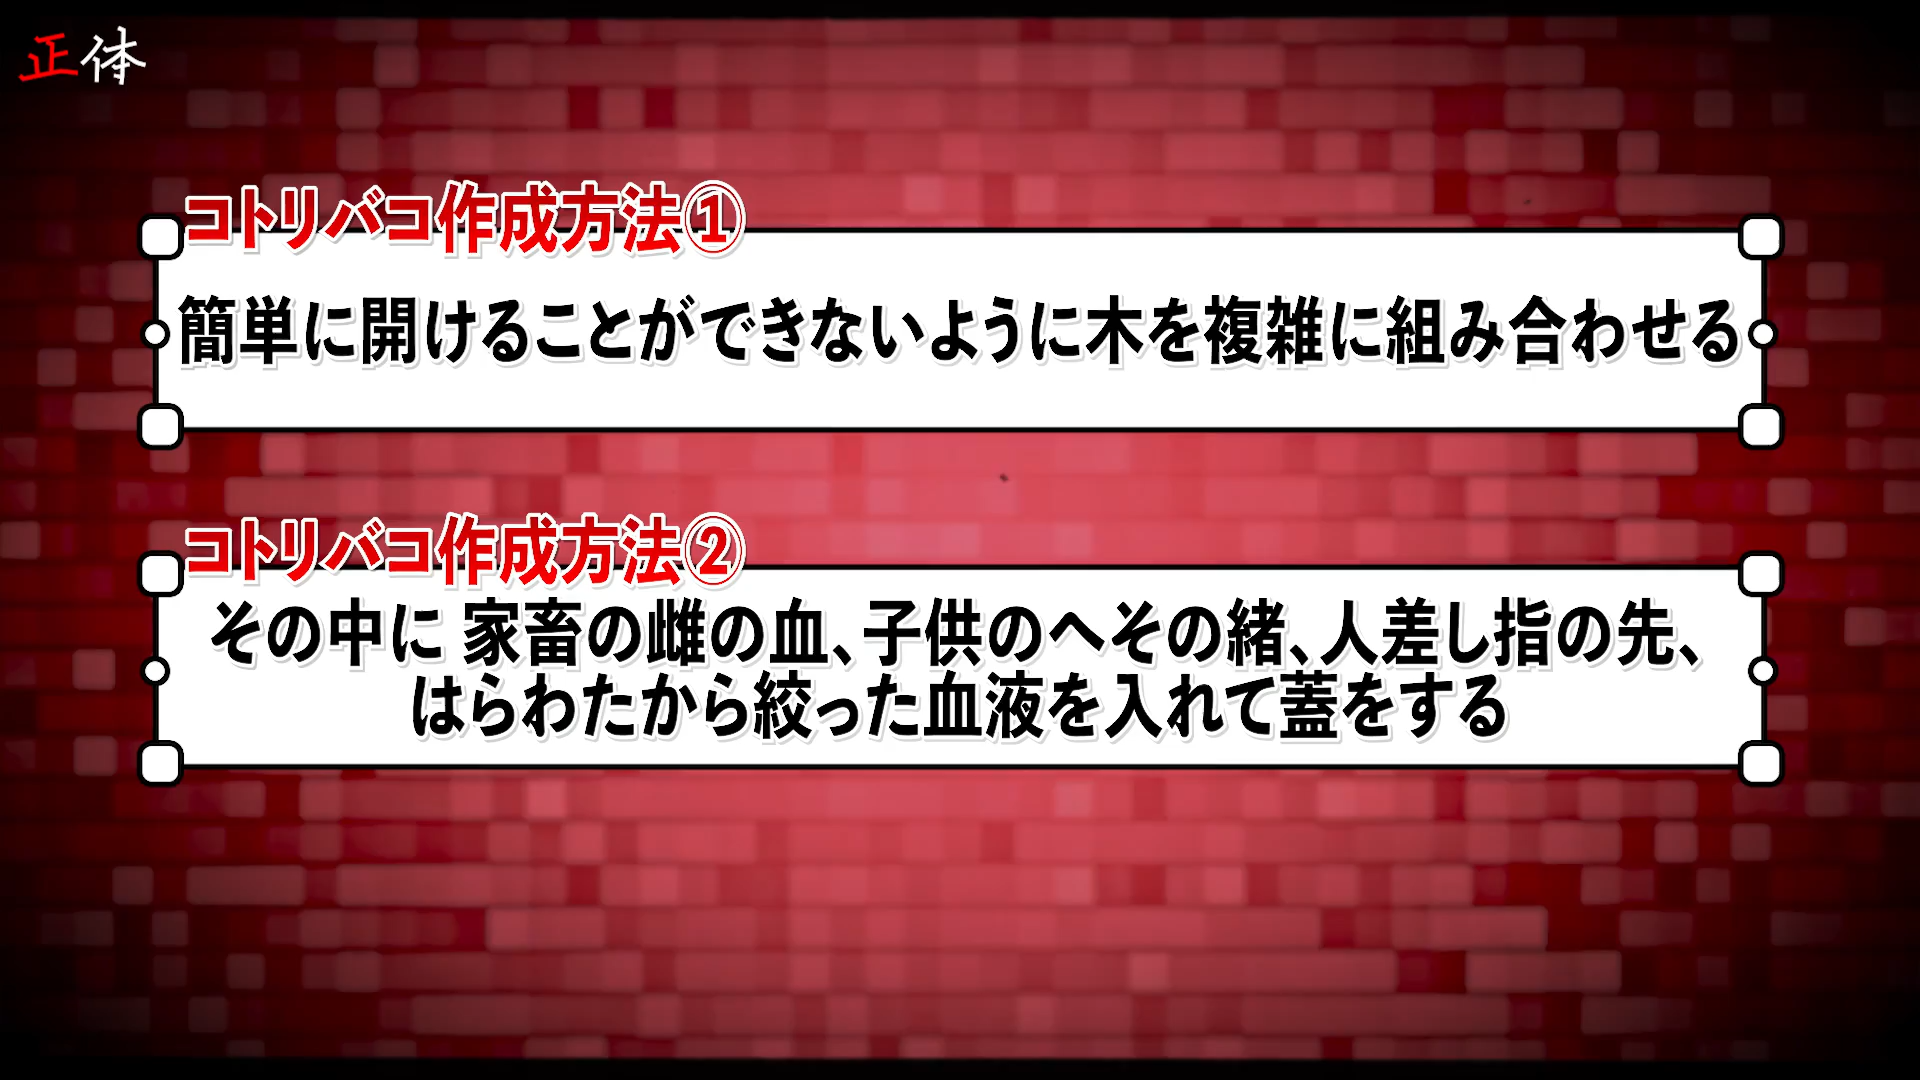 正体
コトリバコ作成方法①
簡単に開けることができないように木を複雑に組み合わせる
コトリバコ作成方法②
その中に 家畜の雌の血、子供のへその緒、人差し指の先、
はらわたから絞った血液を入れて蓋をする